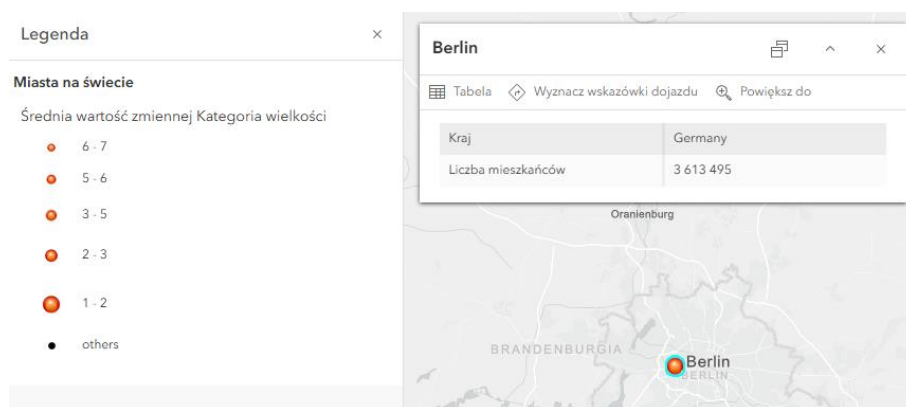 Legenda
Miasta na świecie
Średnia wartość zmiennej Kategoria wielkości
6 - 7
5 - 6
3 - 5
2 - 3
1 - 2
others
Berlin
Tabela Wyznacz wskazówki dojazdu Powiększ do
Kraj Germany
Liczba mieszkańców 3 613 495
Oranienburg
BRANDENBURGIA
Berlin
BERLIN